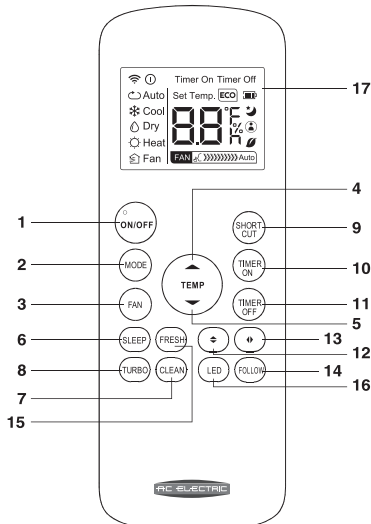 Timer On Timer Off
Auto
Set Temp. ECO
Cool
Dry
Heat
Fan
88 °F % h
FAN Auto
17
4
1
ON/OFF
SHORT CUT
9
2
MODE
TEMP
TIMER ON
10
3
FAN
TIMER OFF
11
5
6
SLEEP
FRESH
13
12
8
TURBO
CLEAN
LED
FOLLOW
14
7
16
15
AC ELECTRIC